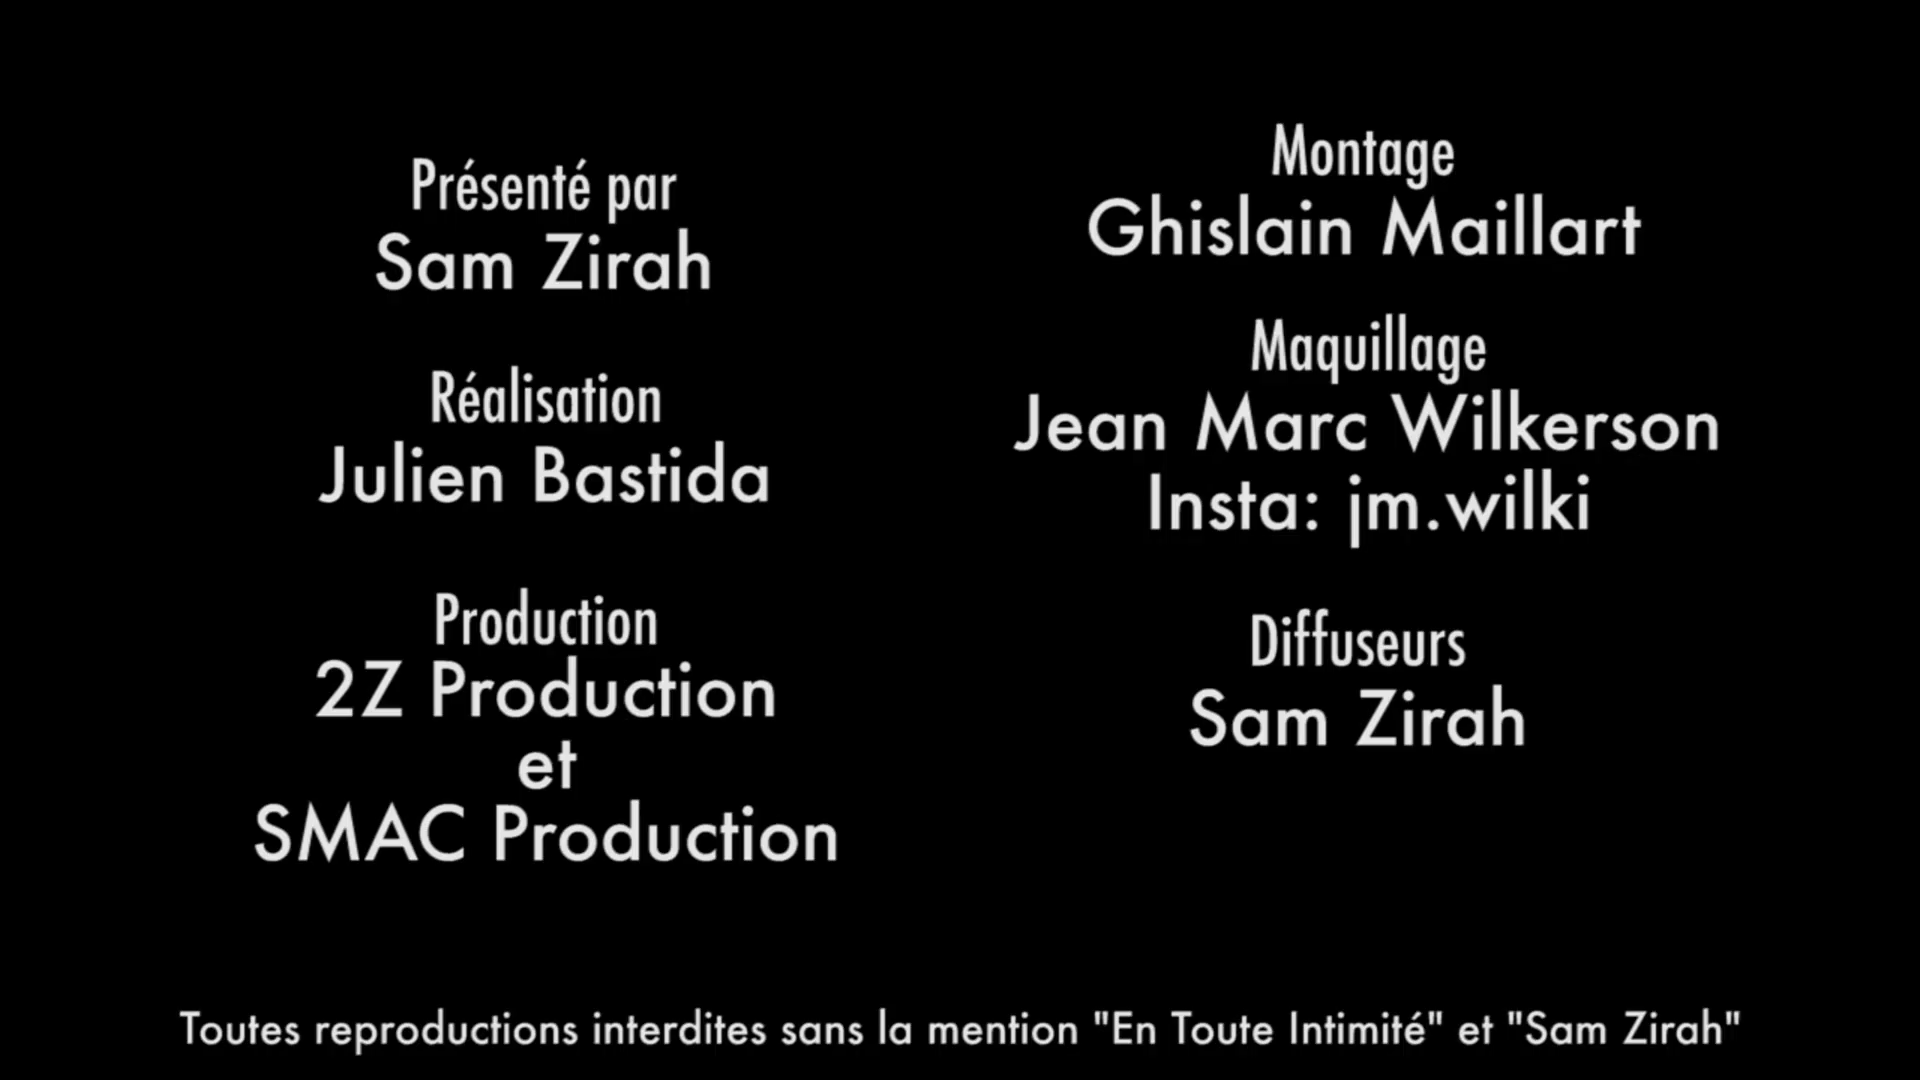 Présenté par
Sam Zirah
Réalisation
Julien Bastida
Production
2Z Production
et
SMAC Production
Montage
Ghislain Maillart
Maquillage
Jean Marc Wilkerson
Insta: jm.wilki
Diffuseurs
Sam Zirah
Toutes reproductions interdites sans la mention "En Toute Intimité" et "Sam Zirah"